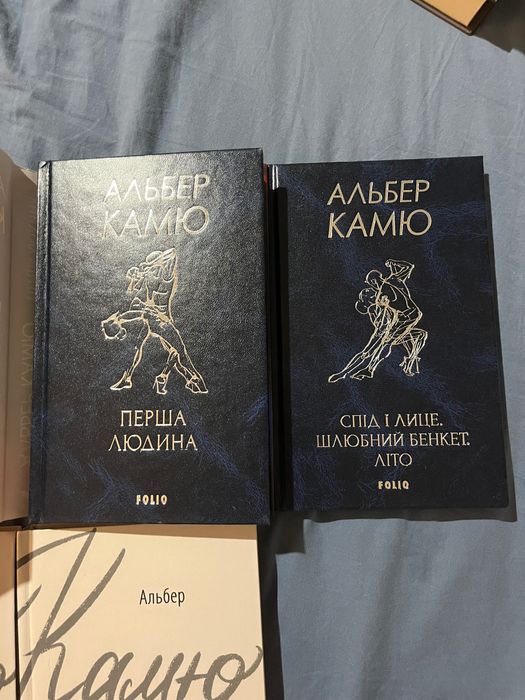 АЛЬБЕР
КАМЮ
ПЕРША
ЛЮДИНА
FOLIO
АЛЬБЕР
КАМЮ
СПІД І ЛИЦЕ.
ШЛЮБНИЙ БЕНКЕТ.
ЛІТО
FOLIO
Альбер
Камю